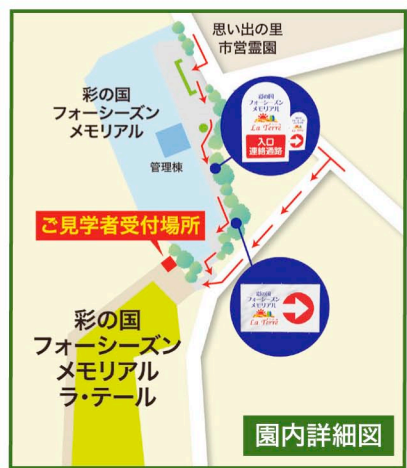 思い出の里
市営霊園
彩の国
フォーシーズン
メモリアル
彩の国
フォーシーズン
メモリアル
La Terre
入口
連絡通路
管理棟
ご見学者受付場所
彩の国
フォーシーズン
メモリアル
La Terre
彩の国
フォーシーズン
メモリアル
ラ・テール
園内詳細図